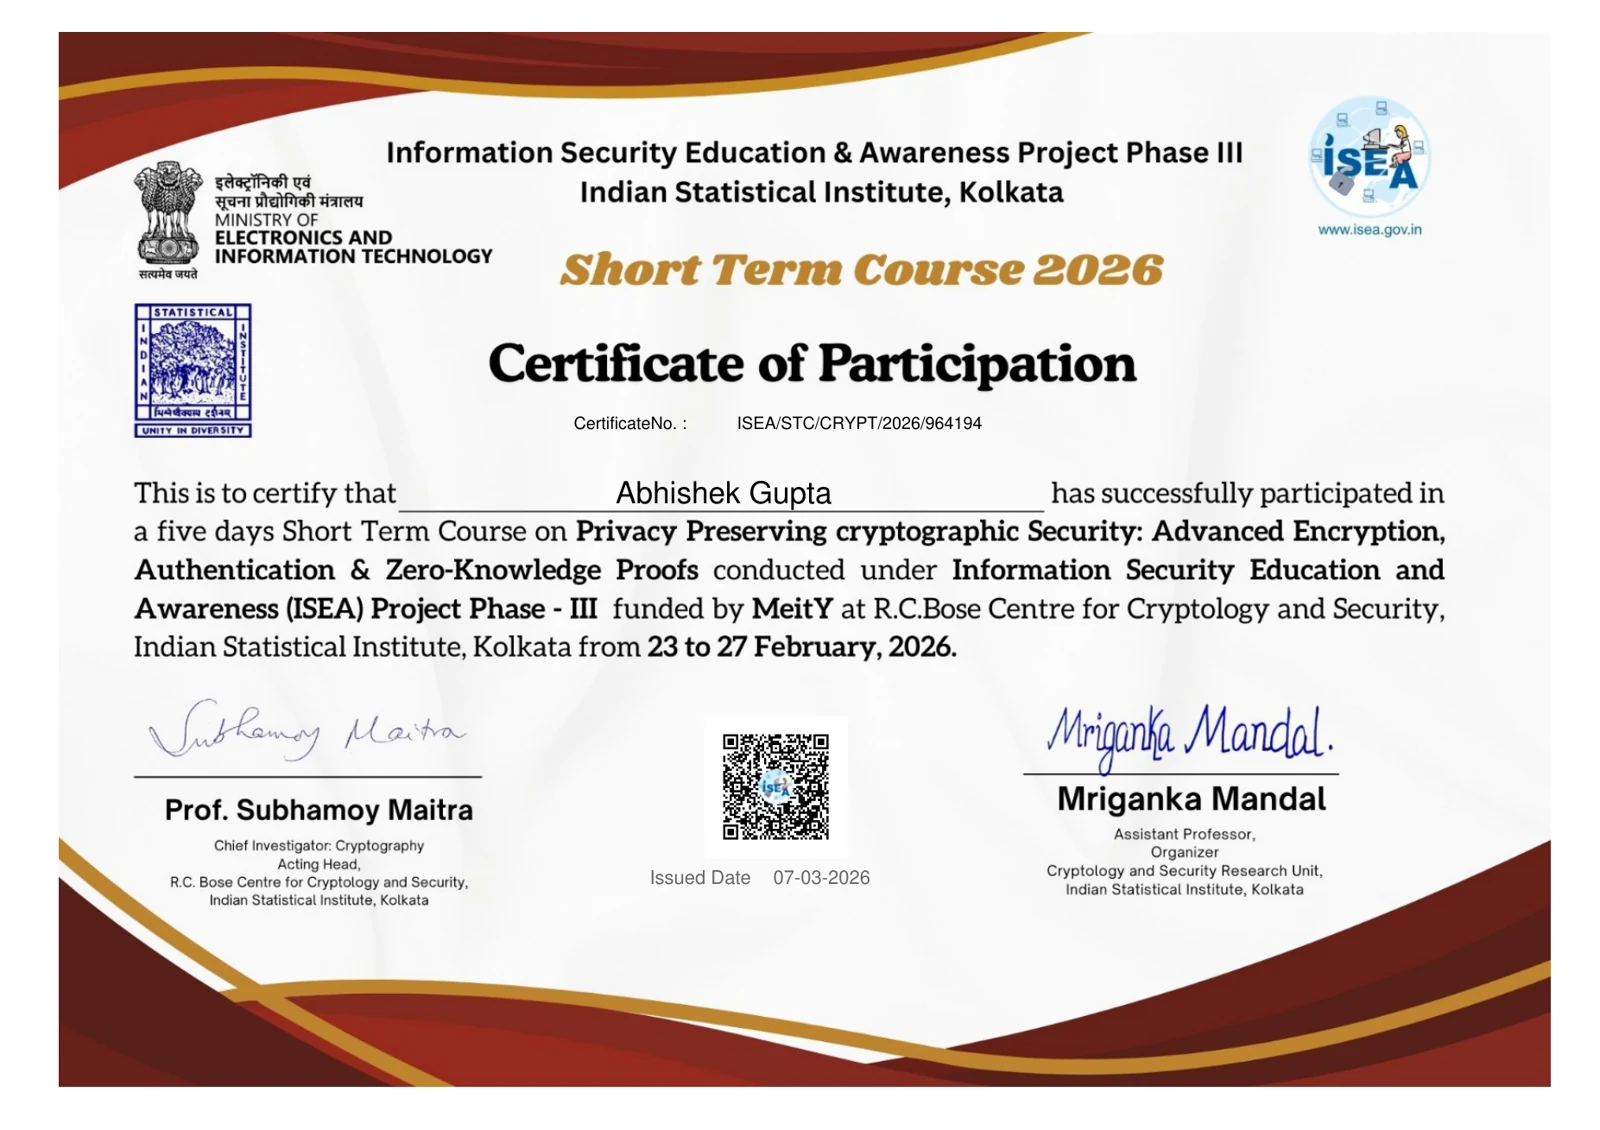 Information Security Education & Awareness Project Phase III
Indian Statistical Institute, Kolkata
इलेक्ट्रॉनिकी एवं
सूचना प्रौद्योगिकी मंत्रालय
MINISTRY OF
ELECTRONICS AND
INFORMATION TECHNOLOGY
सत्यमेव जयते
iSEA
www.isea.gov.in
Short Term Course 2026
STATISTICAL
INDIAN
INSTITUTE
UNITY IN DIVERSITY
Certificate of Participation
CertificateNo. : ISEA/STC/CRYPT/2026/964194
This is to certify that Abhishek Gupta has successfully participated in
a five days Short Term Course on Privacy Preserving cryptographic Security: Advanced Encryption,
Authentication & Zero-Knowledge Proofs conducted under Information Security Education and
Awareness (ISEA) Project Phase - III funded by MeitY at R.C.Bose Centre for Cryptology and Security,
Indian Statistical Institute, Kolkata from 23 to 27 February, 2026.
Subhamoy Maitra
Prof. Subhamoy Maitra
Chief Investigator: Cryptography
Acting Head,
R.C. Bose Centre for Cryptology and Security,
Indian Statistical Institute, Kolkata
iSEA
Issued Date 07-03-2026
Mriganka Mandal.
Mriganka Mandal
Assistant Professor,
Organizer
Cryptology and Security Research Unit,
Indian Statistical Institute, Kolkata